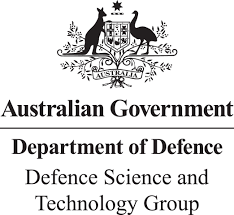 AUSTRALIA
Australian Government
Department of Defence
Defence Science and
Technology Group